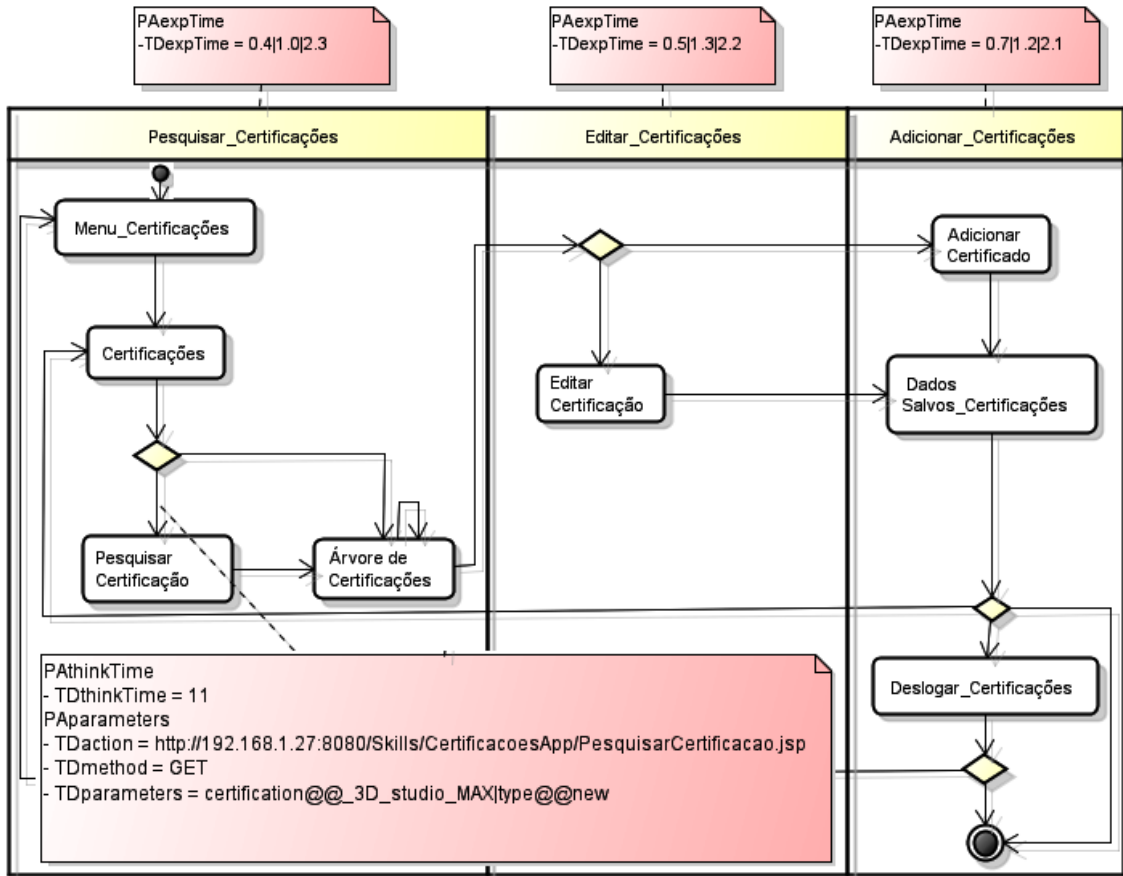 PAexpTime
-TDexpTime = 0.4|1.0|2.3
PAexpTime
-TDexpTime = 0.5|1.3|2.2
PAexpTime
-TDexpTime = 0.7|1.2|2.1
Pesquisar_Certificações
Editar_Certificações
Adicionar_Certificações
Menu_Certificações
Adicionar
Certificado
Certificações
Editar
Certificação
Dados
Salvos_Certificações
Pesquisar
Certificação
Árvore de
Certificações
Deslogar_Certificações
PAthinkTime
- TDthinkTime = 11
PAparameters
- TDaction = http://192.168.1.27:8080/Skills/CertificacoesApp/PesquisarCertificacao.jsp
- TDmethod = GET
- TDparameters = certification@@_3D_studio_MAX|type@@new